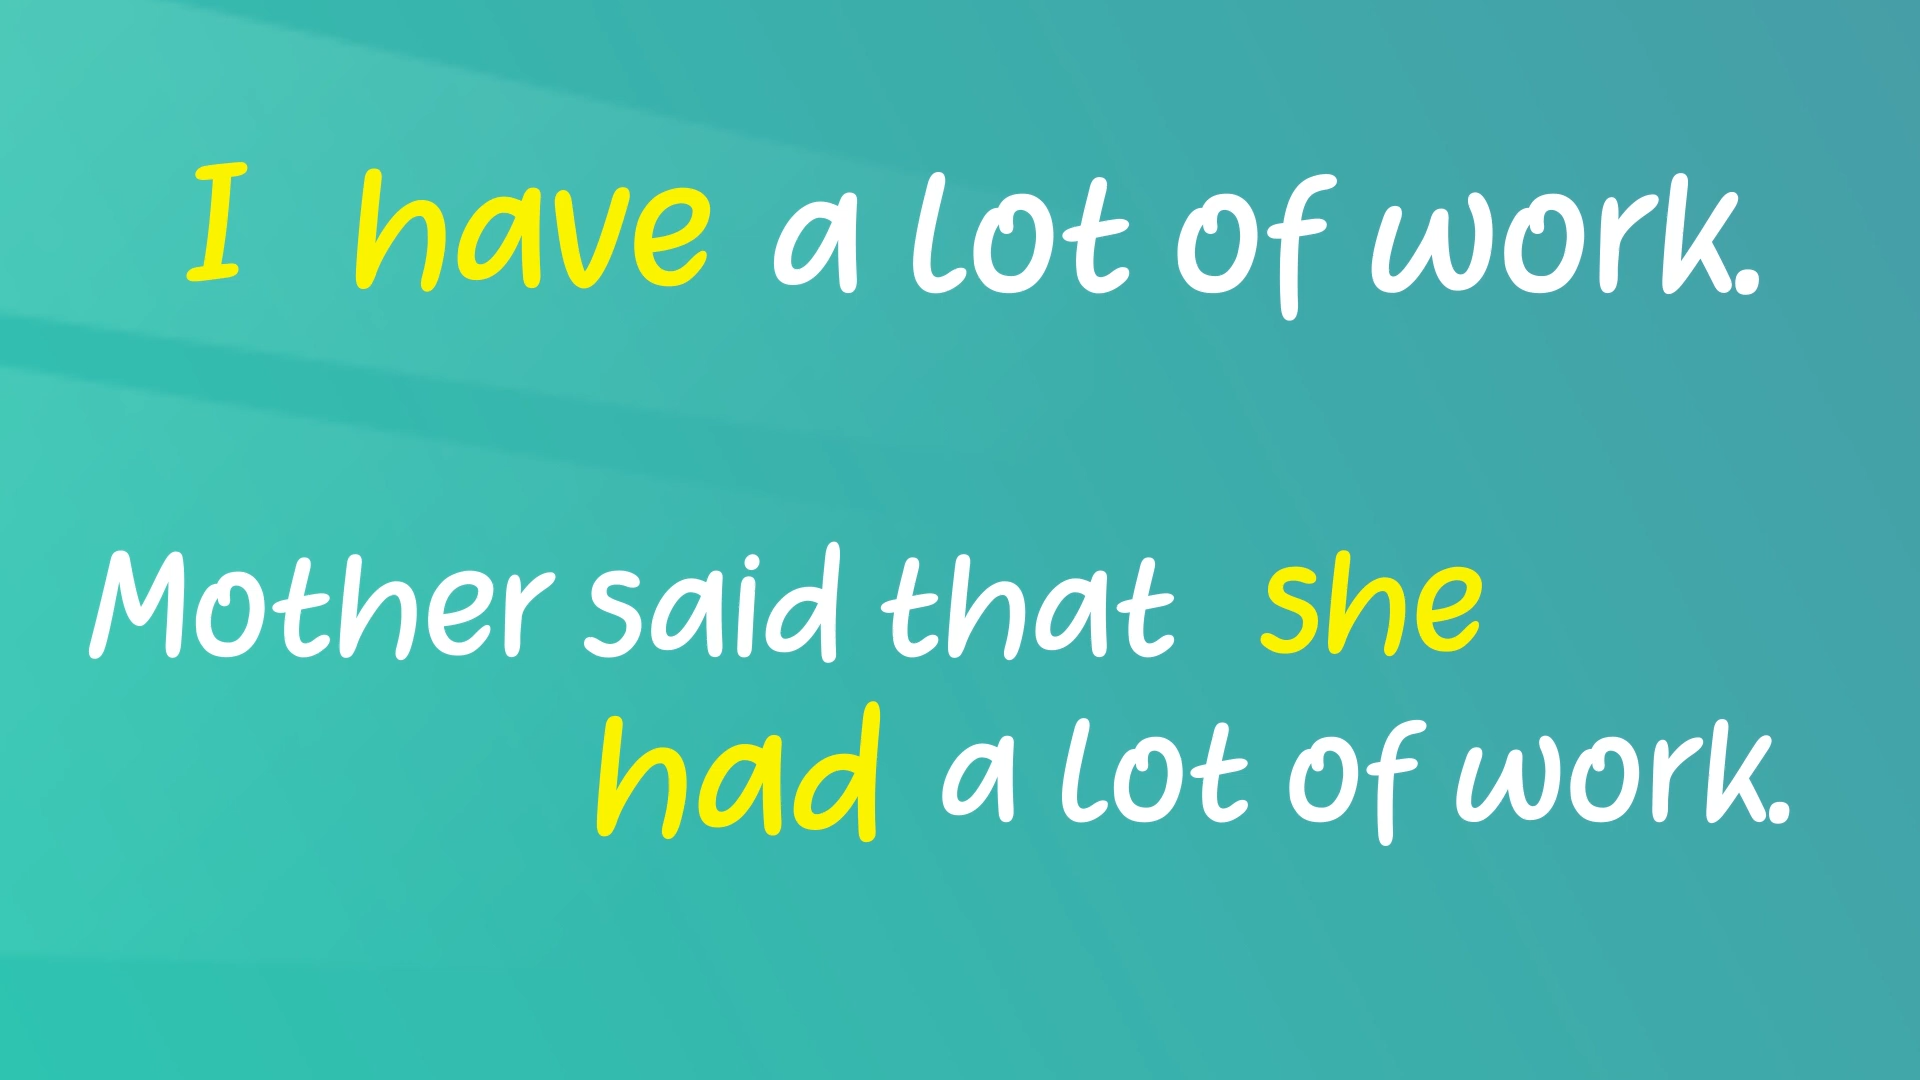 I have a lot of work.
Mother said that she
had a lot of work.